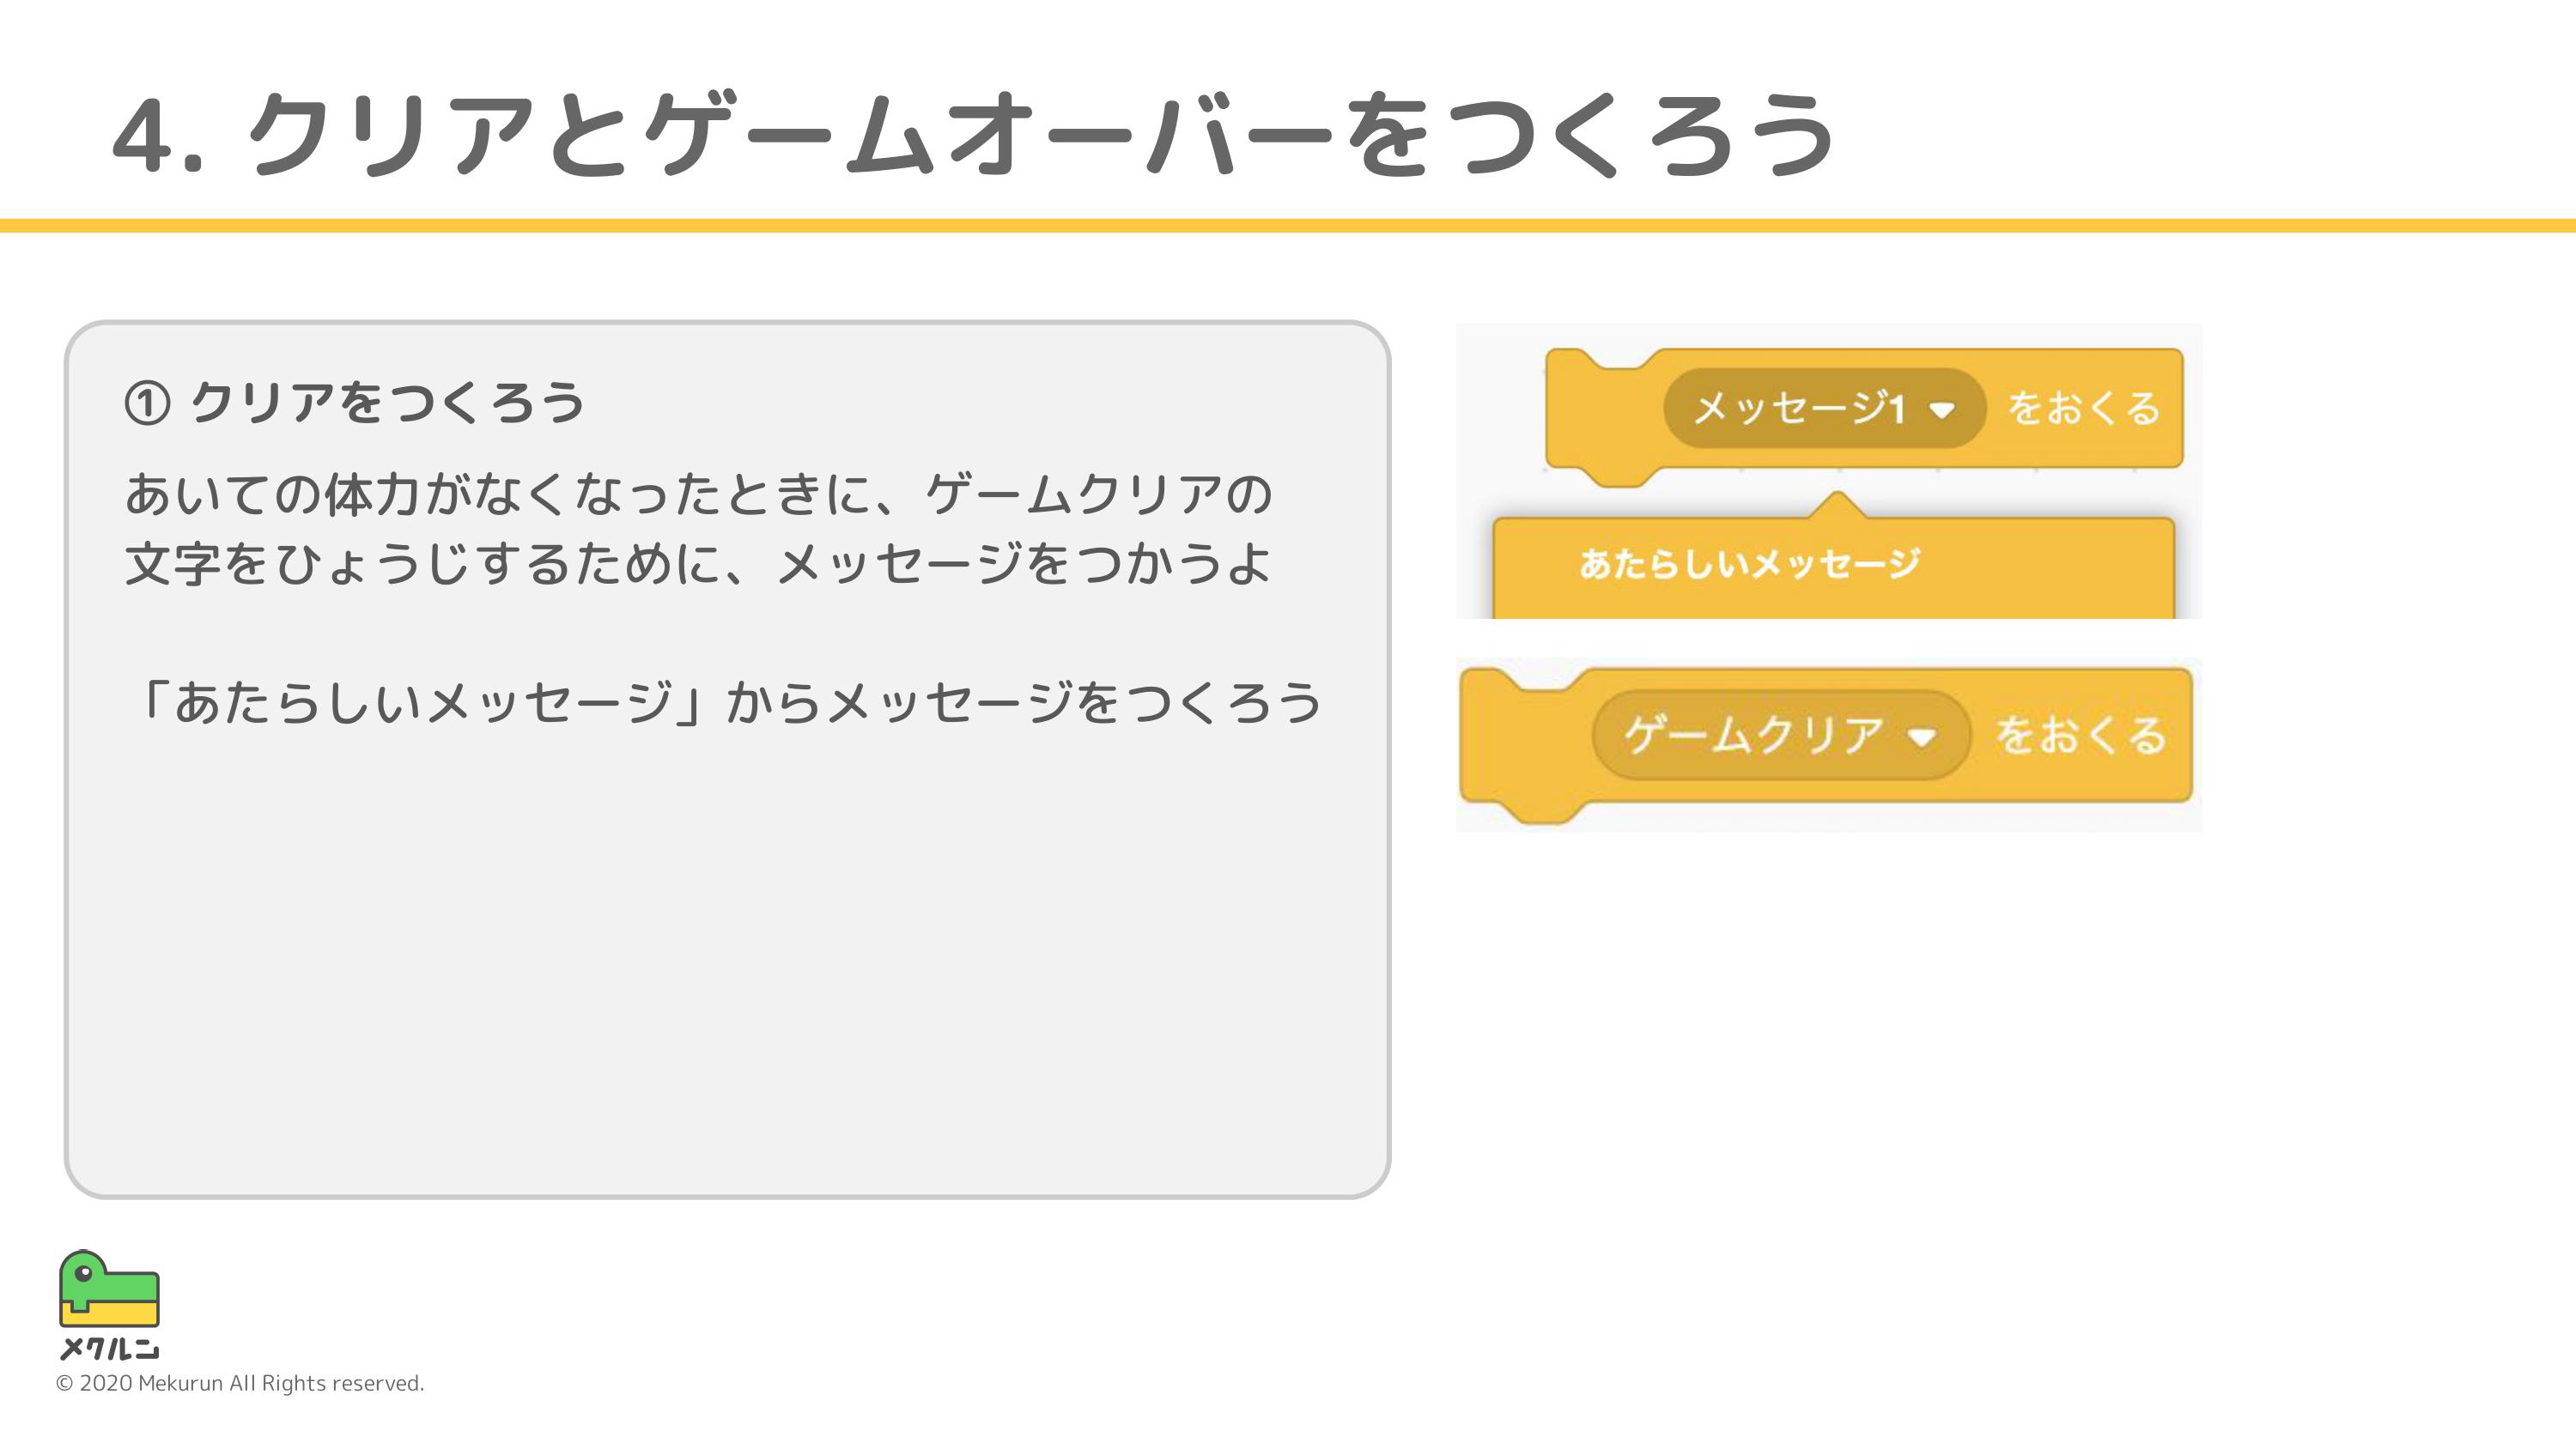 4. クリアとゲームオーバーをつくろう
① クリアをつくろう
あいての体力がなくなったときに、ゲームクリアの
文字をひょうじするために、メッセージをつかうよ
「あたらしいメッセージ」からメッセージをつくろう
メッセージ1 をおくる
あたらしいメッセージ
ゲームクリア をおくる
メクルン
© 2020 Mekurun All Rights reserved.